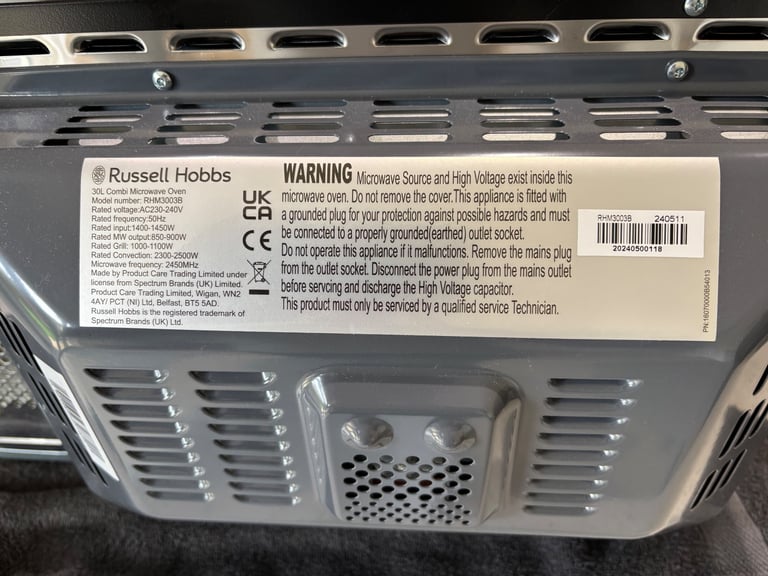 Russell Hobbs
30L Combi Microwave Oven
Model number: RHM3003B
Rated voltage:AC230-240V
Rated frequency:50Hz
Rated input:1400-1450W
Rated MW output:850-900W
Rated Grill: 1000-1100W
Rated Convection: 2300-2500W
Microwave frequency: 2450MHz
Made by Product Care Trading Limited under
license from Spectrum Brands (UK) Limited.
Product Care Trading Limited, Wigan, WN2
4AY/ PCT (NI) Ltd, Belfast, BT5 5AD.
Russell Hobbs is the registered trademark of
Spectrum Brands (UK) Ltd.
UK
CA
CE
WARNING Microwave Source and High Voltage exist inside this
microwave oven. Do not remove the cover.This appliance is fitted with
a grounded plug for your protection against possible hazards and must
be connected to a properly grounded(earthed) outlet socket.
Do not operate this appliance if it malfunctions. Remove the mains plug
from the outlet socket. Disconnect the power plug from the mains outlet
before servcing and discharge the High Voltage capacitor.
This product must only be serviced by a qualified service Technician.
RHM3003B 240511
20240500118
PN:16070000B54013